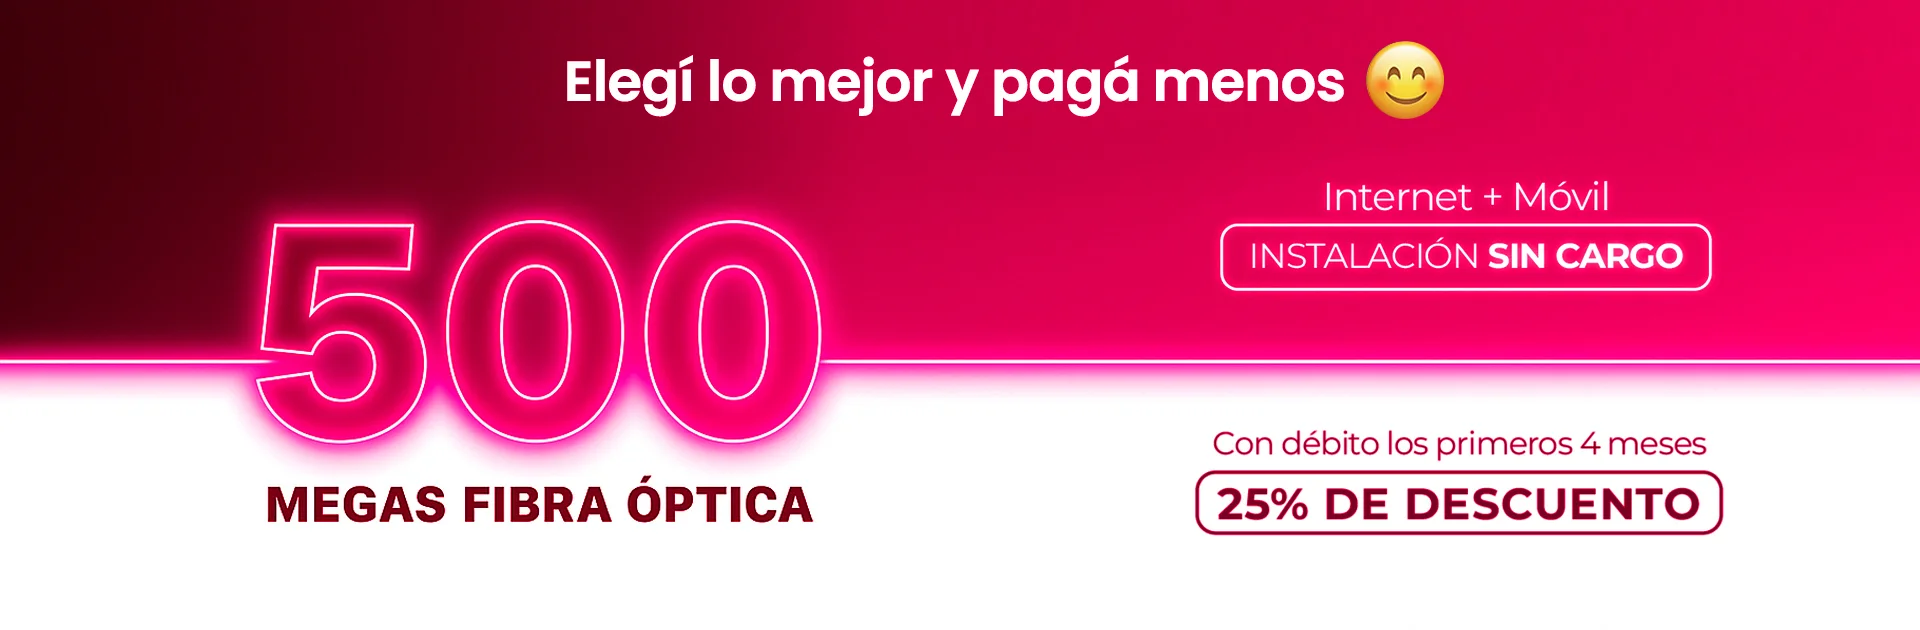 Elegí lo mejor y pagá menos 😊
500
MEGAS FIBRA ÓPTICA
Internet + Móvil
INSTALACIÓN SIN CARGO
Con débito los primeros 4 meses
25% DE DESCUENTO